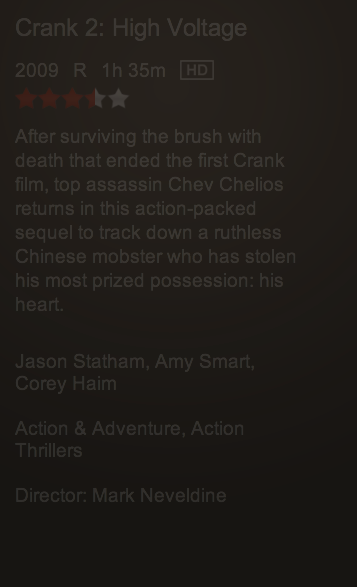 Crank 2: High Voltage
2009 R 1h 35m HD
After surviving the brush with
death that ended the first Crank
film, top assassin Chev Chelios
returns in this action-packed
sequel to track down a ruthless
Chinese mobster who has stolen
his most prized possession: his
heart.
Jason Statham, Amy Smart,
Corey Haim
Action & Adventure, Action
Thrillers
Director: Mark Neveldine